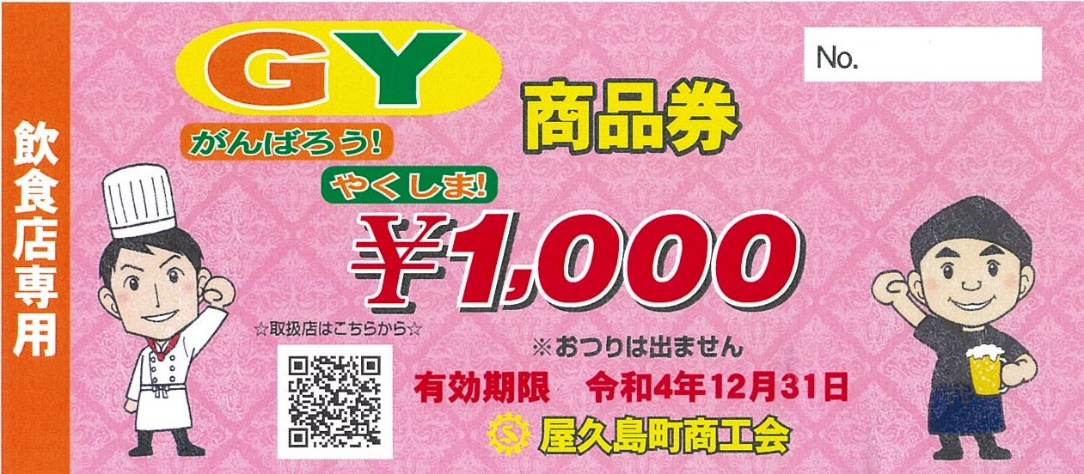 飲食店専用
GY
がんばろう!
やくしま!
商品券
No.
¥1,000
☆取扱店はこちらから☆
※おつりは出ません
有効期限 令和4年12月31日
屋久島町商工会